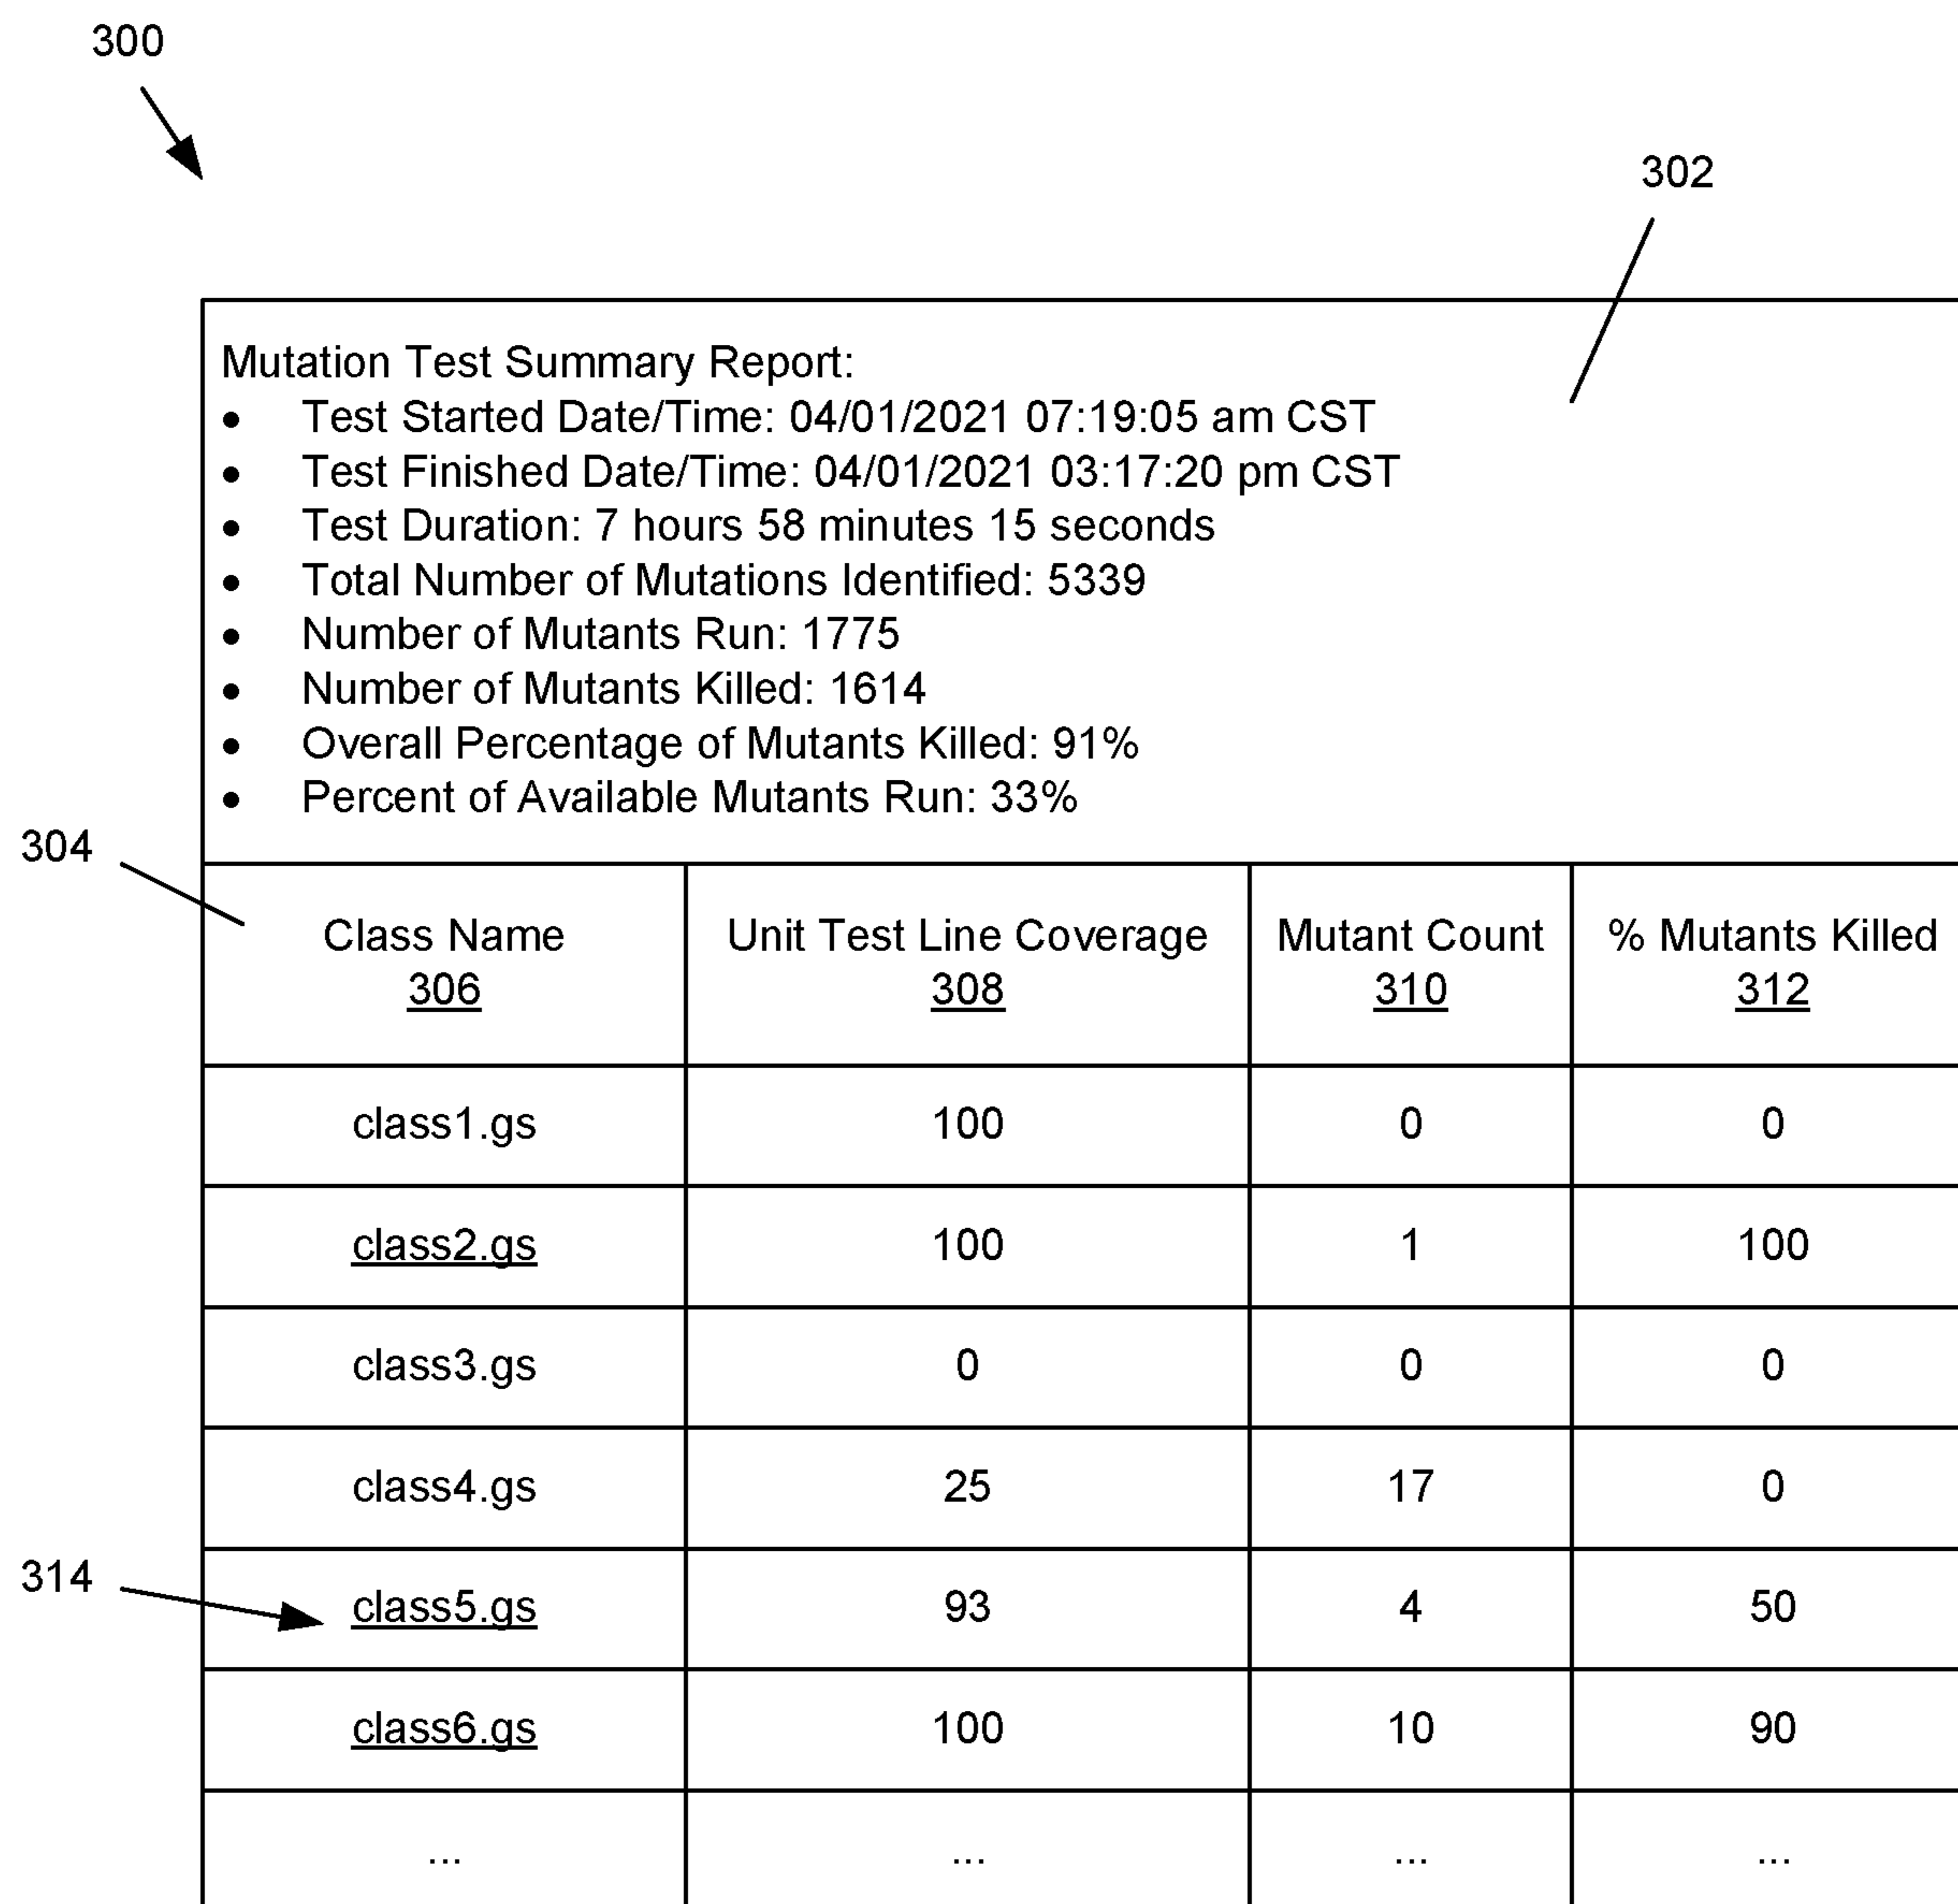 300
302
Mutation Test Summary Report:
• Test Started Date/Time: 04/01/2021 07:19:05 am CST
• Test Finished Date/Time: 04/01/2021 03:17:20 pm CST
• Test Duration: 7 hours 58 minutes 15 seconds
• Total Number of Mutations Identified: 5339
• Number of Mutants Run: 1775
• Number of Mutants Killed: 1614
• Overall Percentage of Mutants Killed: 91%
• Percent of Available Mutants Run: 33%
304
Class Name Unit Test Line Coverage Mutant Count % Mutants Killed
306 308 310 312
class1.gs 100 0 0
class2.gs 100 1 100
class3.gs 0 0 0
class4.gs 25 17 0
314
class5.gs 93 4 50
class6.gs 100 10 90
... ... ... ...